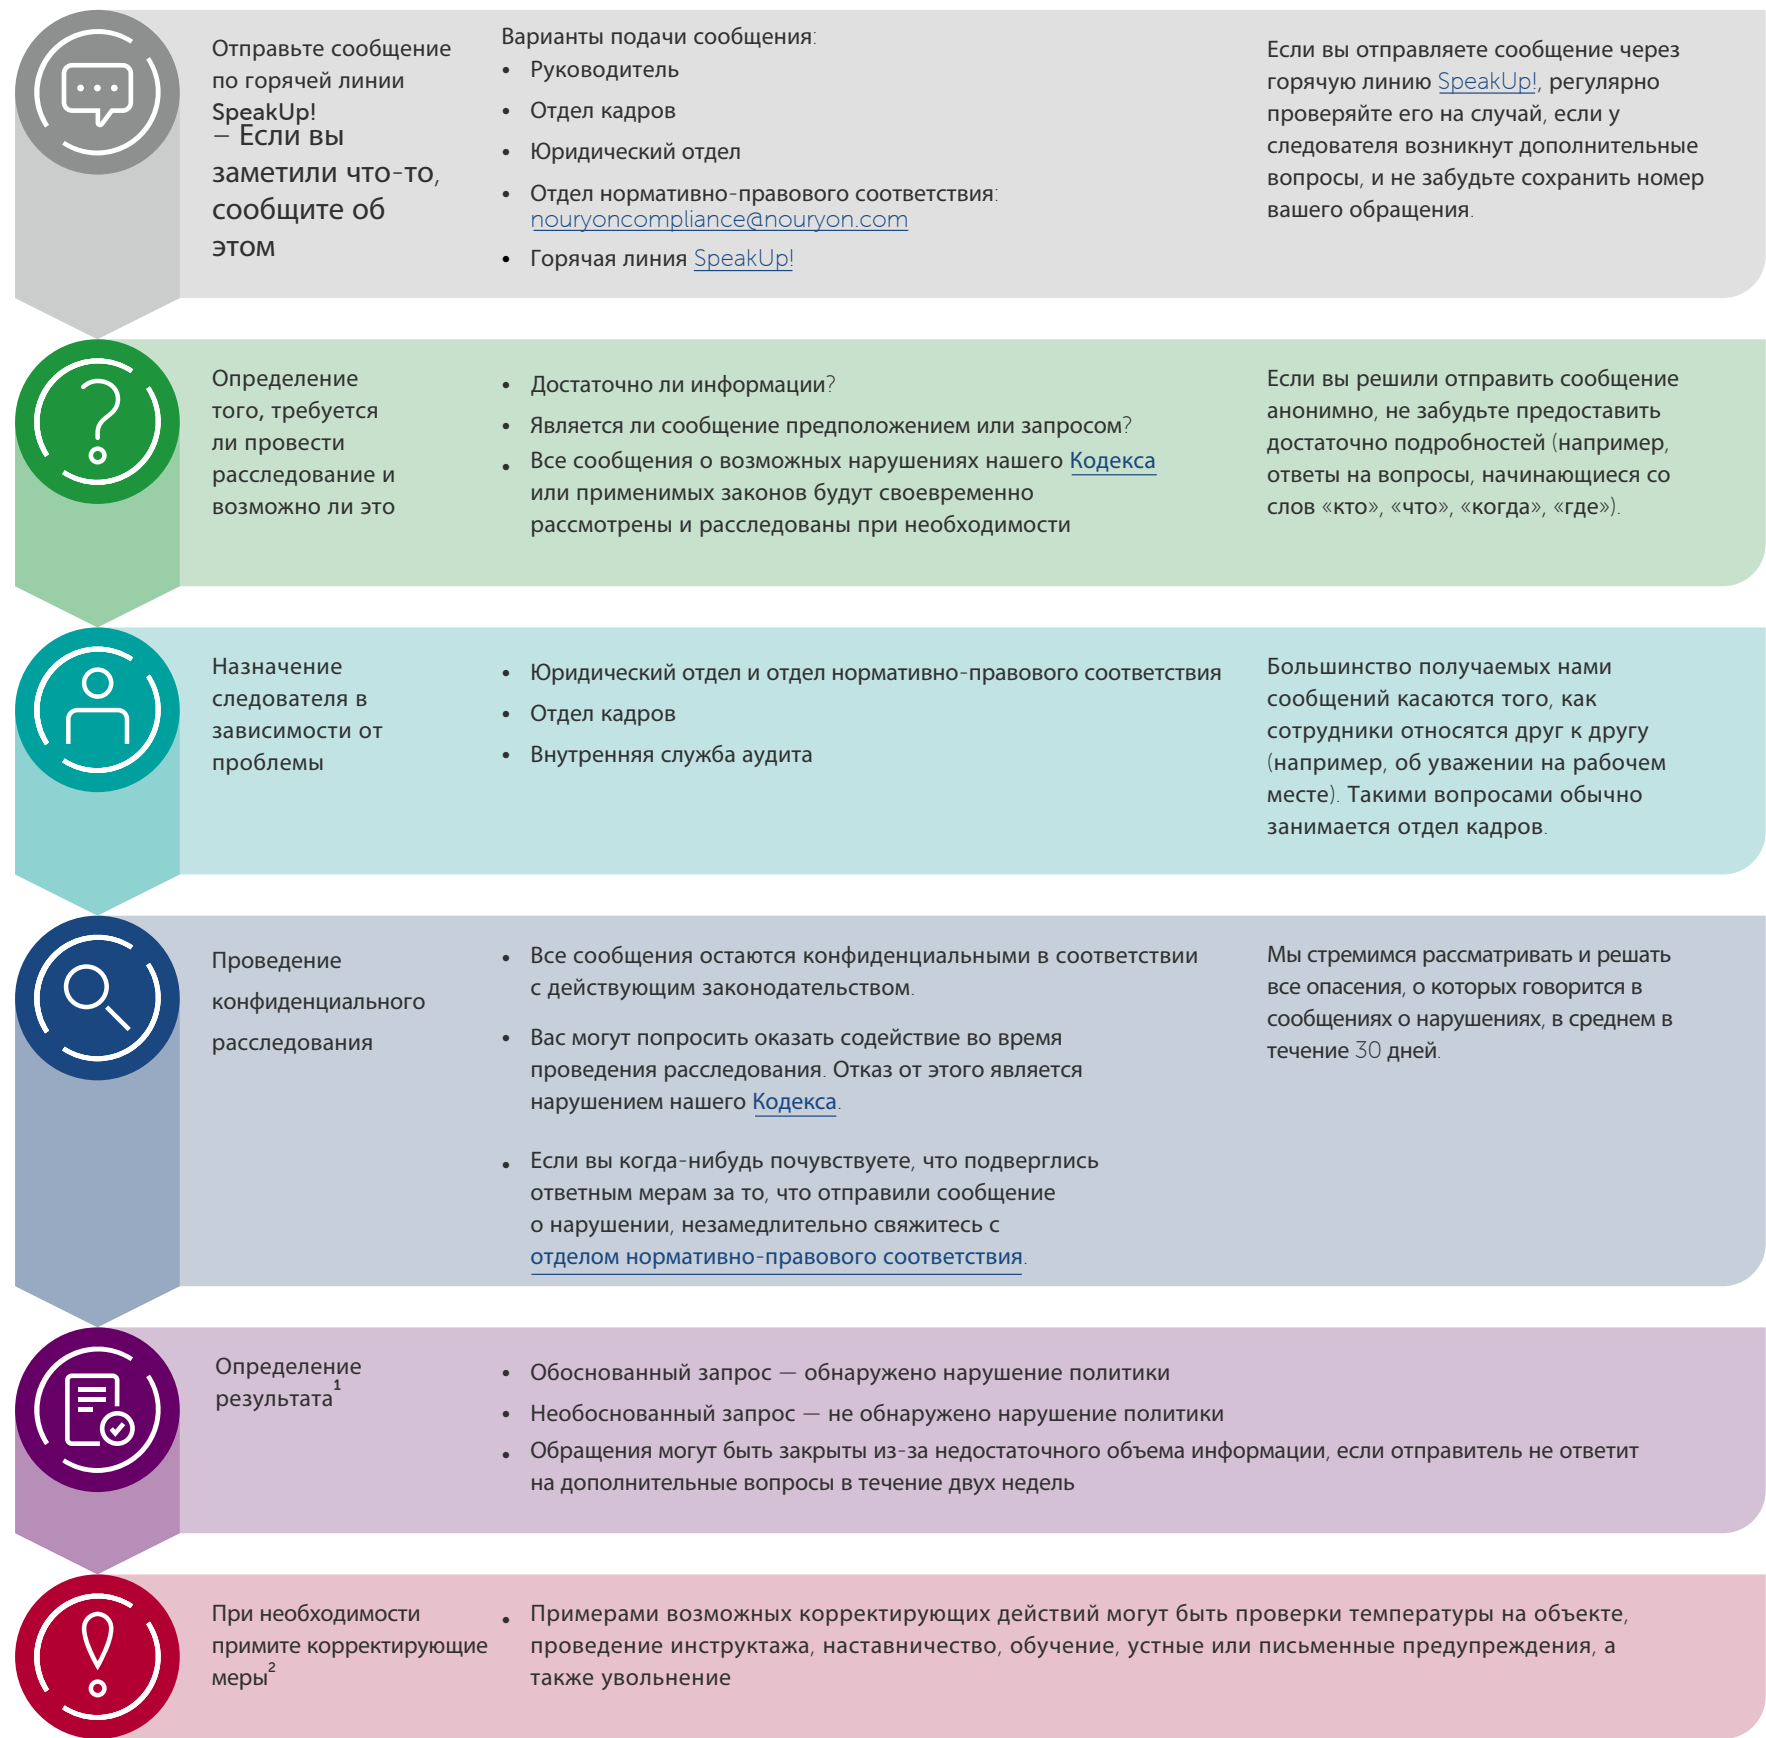 Отправьте сообщение
по горячей линии
SpeakUp!
– Если вы
заметили что-то,
сообщите об
этом
Варианты подачи сообщения:
• Руководитель
• Отдел кадров
• Юридический отдел
• Отдел нормативно-правового соответствия:
nouryoncompliance@nouryon.com
• Горячая линия SpeakUp!
Если вы отправляете сообщение через
горячую линию SpeakUp!, регулярно
проверяйте его на случай, если у
следователя возникнут дополнительные
вопросы, и не забудьте сохранить номер
вашего обращения.
Определение
того, требуется
ли провести
расследование и
возможно ли это
• Достаточно ли информации?
• Является ли сообщение предположением или запросом?
• Все сообщения о возможных нарушениях нашего Кодекса
или применимых законов будут своевременно
рассмотрены и расследованы при необходимости
Если вы решили отправить сообщение
анонимно, не забудьте предоставить
достаточно подробностей (например,
ответы на вопросы, начинающиеся со
слов «кто», «что», «когда», «где»).
Назначение
следователя в
зависимости от
проблемы
• Юридический отдел и отдел нормативно-правового соответствия
• Отдел кадров
• Внутренняя служба аудита
Большинство получаемых нами
сообщений касаются того, как
сотрудники относятся друг к другу
(например, об уважении на рабочем
месте). Такими вопросами обычно
занимается отдел кадров.
Проведение
конфиденциального
расследования
• Все сообщения остаются конфиденциальными в соответствии
с действующим законодательством.
• Вас могут попросить оказать содействие во время
проведения расследования. Отказ от этого является
нарушением нашего Кодекса.
• Если вы когда-нибудь почувствуете, что подверглись
ответным мерам за то, что отправили сообщение
о нарушении, незамедлительно свяжитесь с
отделом нормативно-правового соответствия.
Мы стремимся рассматривать и решать
все опасения, о которых говорится в
сообщениях о нарушениях, в среднем в
течение 30 дней.
Определение
результата¹
• Обоснованный запрос — обнаружено нарушение политики
• Необоснованный запрос — не обнаружено нарушение политики
• Обращения могут быть закрыты из-за недостаточного объема информации, если отправитель не ответит
на дополнительные вопросы в течение двух недель
При необходимости
примите корректирующие
меры²
• Примерами возможных корректирующих действий могут быть проверки температуры на объекте,
проведение инструктажа, наставничество, обучение, устные или письменные предупреждения, а
также увольнение